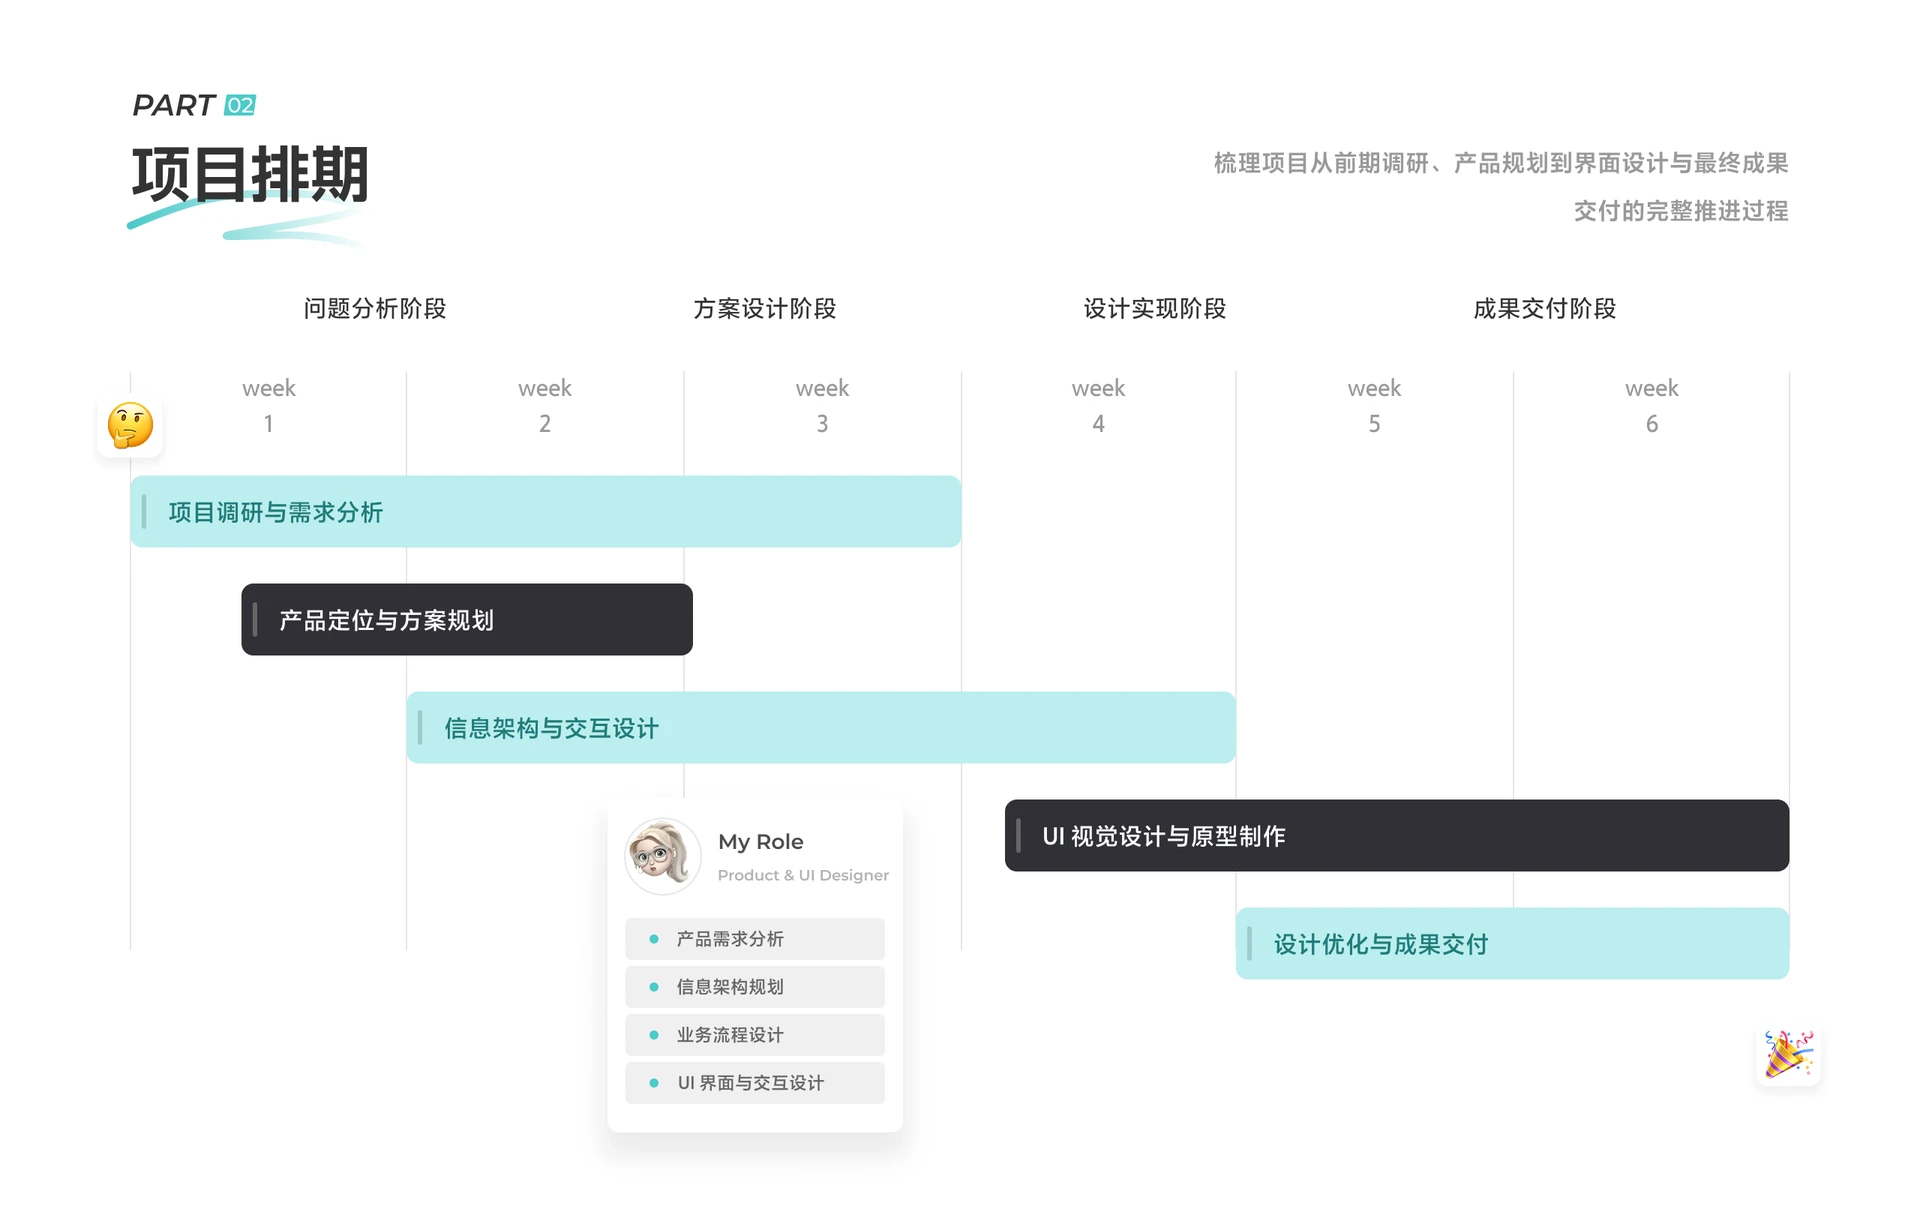 PART 02
项目排期
梳理项目从前期调研、产品规划到界面设计与最终成果
交付的完整推进过程
问题分析阶段
方案设计阶段
设计实现阶段
成果交付阶段
week
1
week
2
week
3
week
4
week
5
week
6
项目调研与需求分析
产品定位与方案规划
信息架构与交互设计
UI 视觉设计与原型制作
设计优化与成果交付
My Role
Product & UI Designer
产品需求分析
信息架构规划
业务流程设计
UI 界面与交互设计